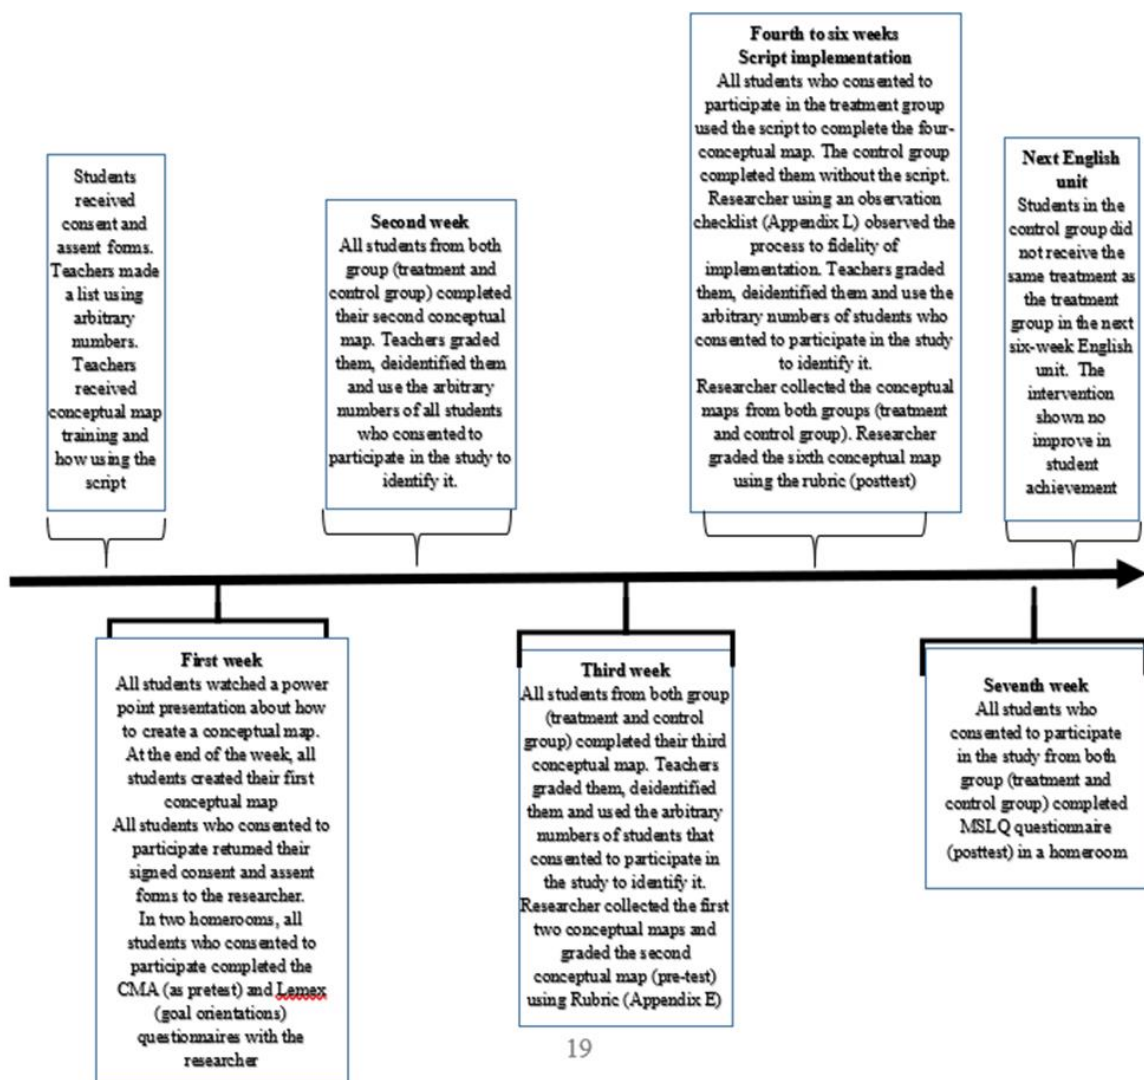 Students
received
consent and
assent forms.
Teachers made
a list using
arbitrary
numbers.
Teachers
received
conceptual map
training and
how using the
script
First week
All students watched a power
point presentation about how
to create a conceptual map.
At the end of the week, all
students created their first
conceptual map
All students who consented to
participate returned their
signed consent and assent
forms to the researcher.
In two homerooms, all
students who consented to
participate completed the
CMA (as pretest) and Lemex
(goal orientations)
questionnaires with the
researcher
Second week
All students from both
group (treatment and
control group) completed
their second conceptual
map. Teachers graded
them, deidentified them
and use the arbitrary
numbers of all students
who consented to
participate in the study to
identify it.
Third week
All students from both group
(treatment and control
group) completed their third
conceptual map. Teachers
graded them, deidentified
them and used the arbitrary
numbers of students that
consented to participate in
the study to identify it.
Researcher collected the first
two conceptual maps and
graded the second
conceptual map (pre-test)
using Rubric (Appendix E)
Fourth to six weeks
Script implementation
All students who consented to
participate in the treatment group
used the script to complete the four-
conceptual map. The control group
completed them without the script.
Researcher using an observation
checklist (Appendix L) observed the
process to fidelity of
implementation. Teachers graded
them, deidentified them and use the
arbitrary numbers of students who
consented to participate in the study
to identify it.
Researcher collected the conceptual
maps from both groups (treatment
and control group). Researcher
graded the sixth conceptual map
using the rubric (posttest)
Seventh week
All students who
consented to participate
in the study from both
group (treatment and
control group) completed
MSLQ questionnaire
(posttest) in a homeroom
Next English
unit
Students in the
control group did
not receive the
same treatment as
the treatment
group in the next
six-week English
unit. The
intervention
shown no
improve in
student
achievement
19